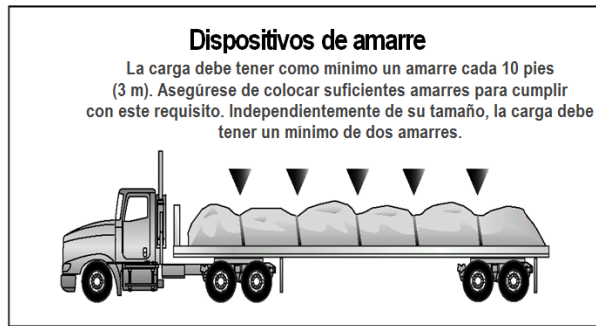 Dispositivos de amarre
La carga debe tener como mínimo un amarre cada 10 pies
(3 m). Asegúrese de colocar suficientes amarres para cumplir
con este requisito. Independientemente de su tamaño, la carga debe
tener un mínimo de dos amarres.